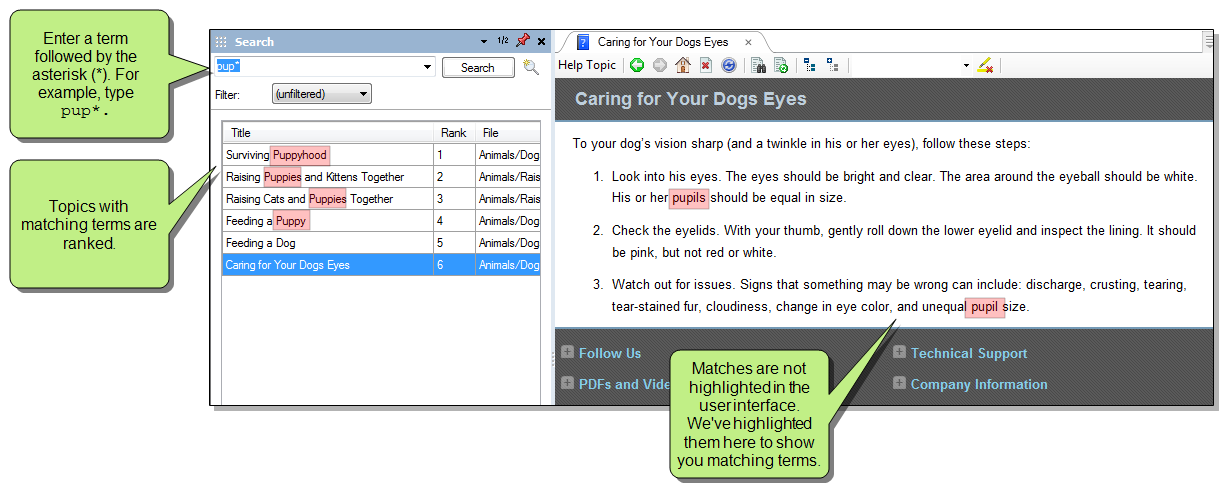 Enter a term
followed by the
asterisk (*). For
example, type
pup*.
Topics with
matching terms are
ranked.
Search
1/2
pup*
Search
Filter:
(unfiltered)
Title Rank File
Surviving Puppyhood 1 Animals/Dog
Raising Puppies and Kittens Together 2 Animals/Rais
Raising Cats and Puppies Together 3 Animals/Rais
Feeding a Puppy 4 Animals/Dog
Feeding a Dog 5 Animals/Dog
Caring for Your Dogs Eyes 6 Animals/Dog
Caring for Your Dogs Eyes
Help Topic
Caring for Your Dogs Eyes
To your dog's vision sharp (and a twinkle in his or her eyes), follow these steps:
1. Look into his eyes. The eyes should be bright and clear. The area around the eyeball should be white.
His or her pupils should be equal in size.
2. Check the eyelids. With your thumb, gently roll down the lower eyelid and inspect the lining. It should
be pink, but not red or white.
3. Watch out for issues. Signs that something may be wrong can include: discharge, crusting, tearing,
tear-stained fur, cloudiness, change in eye color, and unequal pupil size.
Follow Us
Technical Support
PDFs and Vide
Company Information
Matches are not
highlighted in the
user interface.
We've highlighted
them here to show
you matching terms.